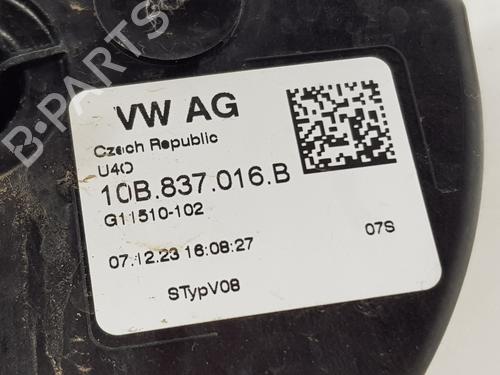 VW AG
Czech Republic
U4O
10B.837.016.B
G11510-102
07.12.23 16:08:27
07S
STypV08
B-PARTS